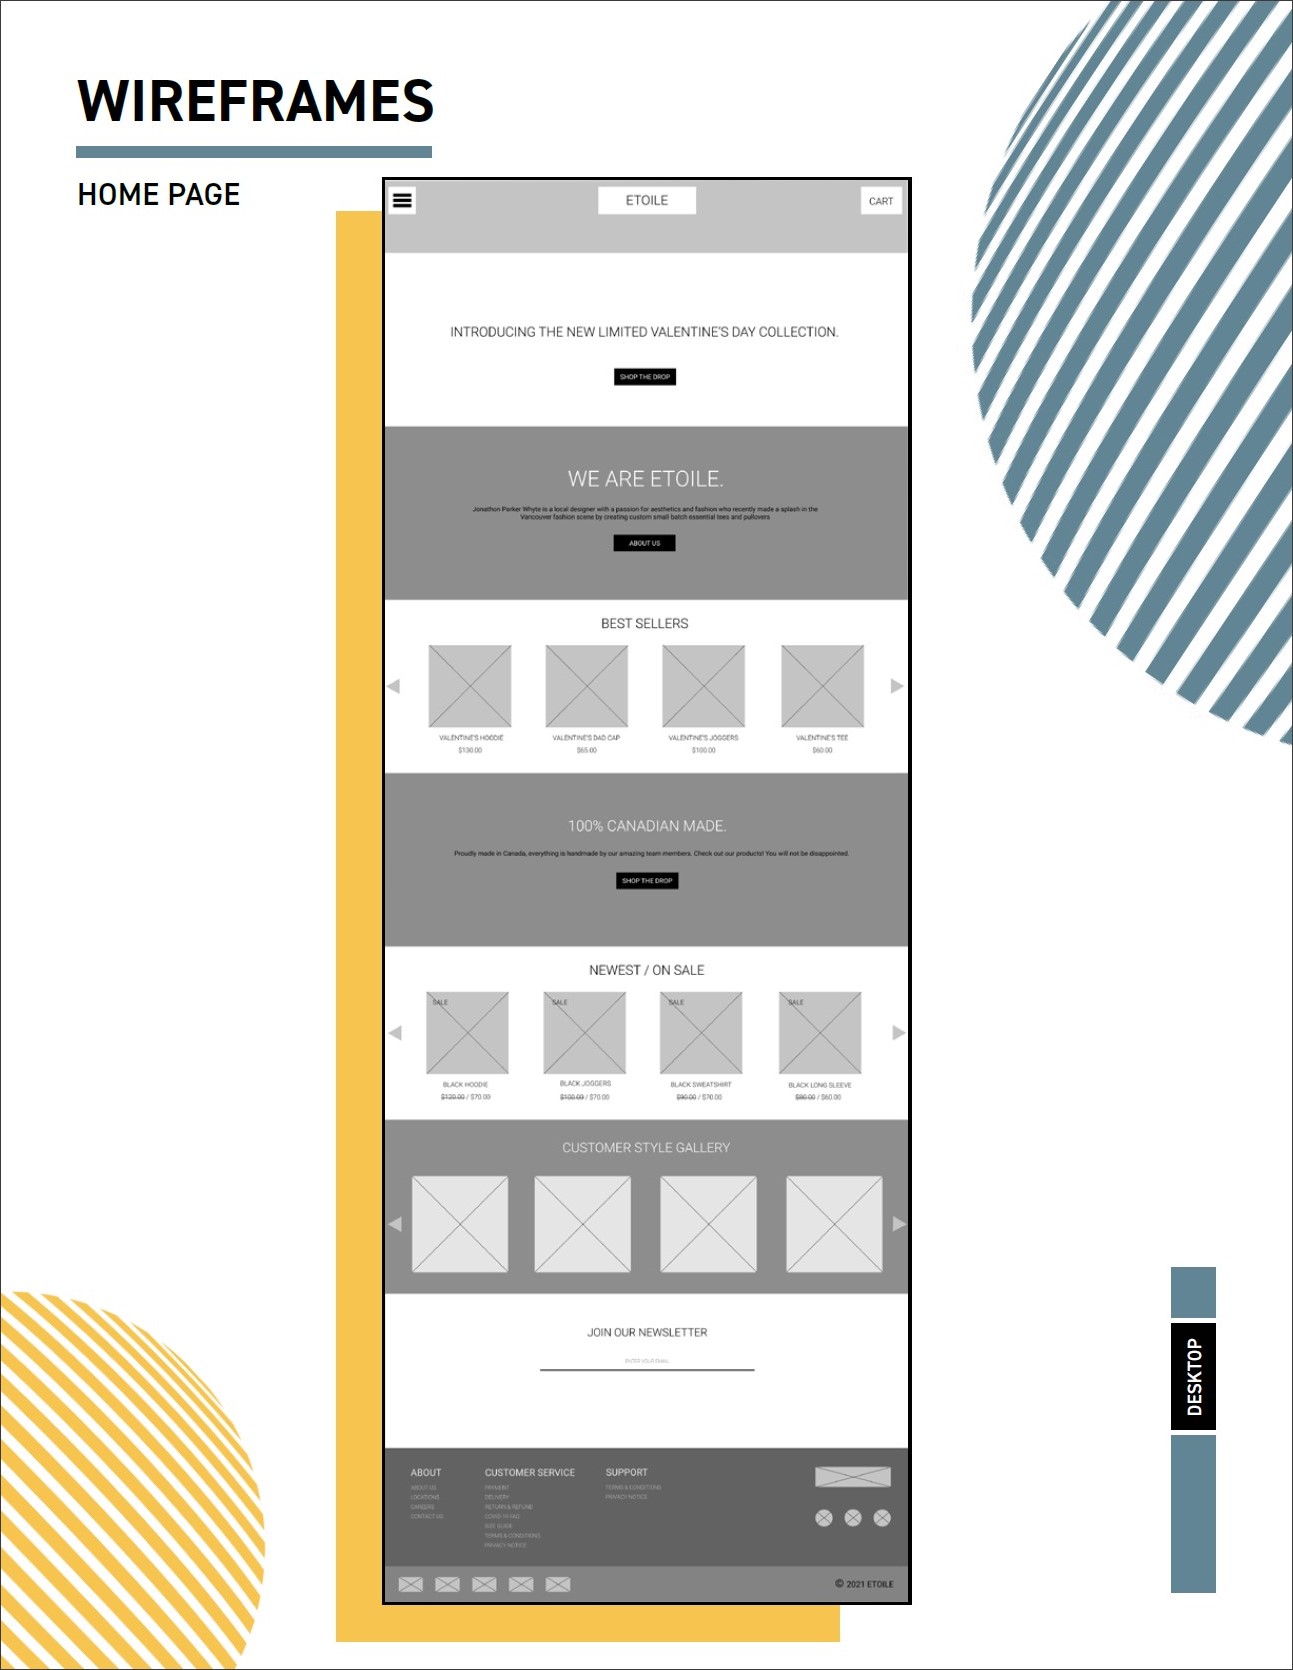 WIREFRAMES
HOME PAGE
ETOILE
CART
INTRODUCING THE NEW LIMITED VALENTINE'S DAY COLLECTION.
SHOP THE DROP
WE ARE ETOILE.
Jonathon Parker Whyte is a local designer with a passion for aesthetics and fashion who recently made a splash in the
Vancouver fashion scene by creating custom small batch essential tees and pullovers
ABOUT US
BEST SELLERS
VALENTINE'S HOODIE
$130.00
VALENTINE'S DAD CAP
$65.00
VALENTINE'S JOGGERS
$100.00
VALENTINE'S TEE
$60.00
100% CANADIAN MADE.
Proudly made in Canada, everything is handmade by our amazing team members. Check out our products! You will not be disappointed.
SHOP THE DROP
NEWEST / ON SALE
SALE
SALE
SALE
SALE
BLACK HOODIE
$120.00 / $70.00
BLACK JOGGERS
$100.00 / $70.00
BLACK SWEATSHIRT
$90.00 / $70.00
BLACK LONG SLEEVE
$80.00 / $60.00
CUSTOMER STYLE GALLERY
JOIN OUR NEWSLETTER
ENTER YOUR EMAIL
ABOUT
ABOUT US
LOCATIONS
CAREERS
CONTACT US
CUSTOMER SERVICE
PAYMENT
DELIVERY
RETURN & REFUND
COVID-19 FAQ
SIZE GUIDE
TERMS & CONDITIONS
PRIVACY NOTICE
SUPPORT
TERMS & CONDITIONS
PRIVACY NOTICE
© 2021 ETOILE
DESKTOP